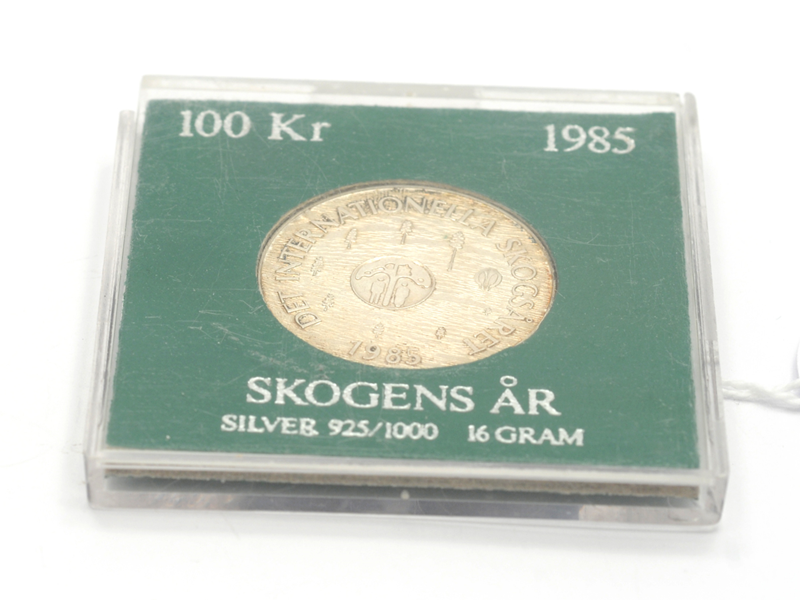 100 Kr 1985
DET INTERNATIONELLA SKOGSÅRET
1985
SKOGENS ÅR
SILVER 925/1000 16 GRAM